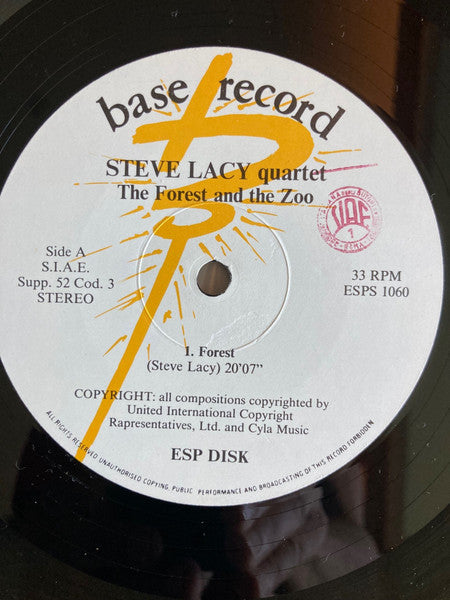 base record
STEVE LACY quartet
The Forest and the Zoo
Side A
S.I.A.E.
Supp. 52 Cod. 3
STEREO
SIAE
1
33 RPM
ESPS 1060
1. Forest
(Steve Lacy) 20'07"
COPYRIGHT: all compositions copyrighted by
United International Copyright
Rapresentatives, Ltd. and Cyla Music
ESP DISK
ALL RIGHTS RESERVED UNAUTHORISED COPYING, PUBLIC PERFORMANCE AND BROADCASTING OF THIS RECORD FORBIDDEN